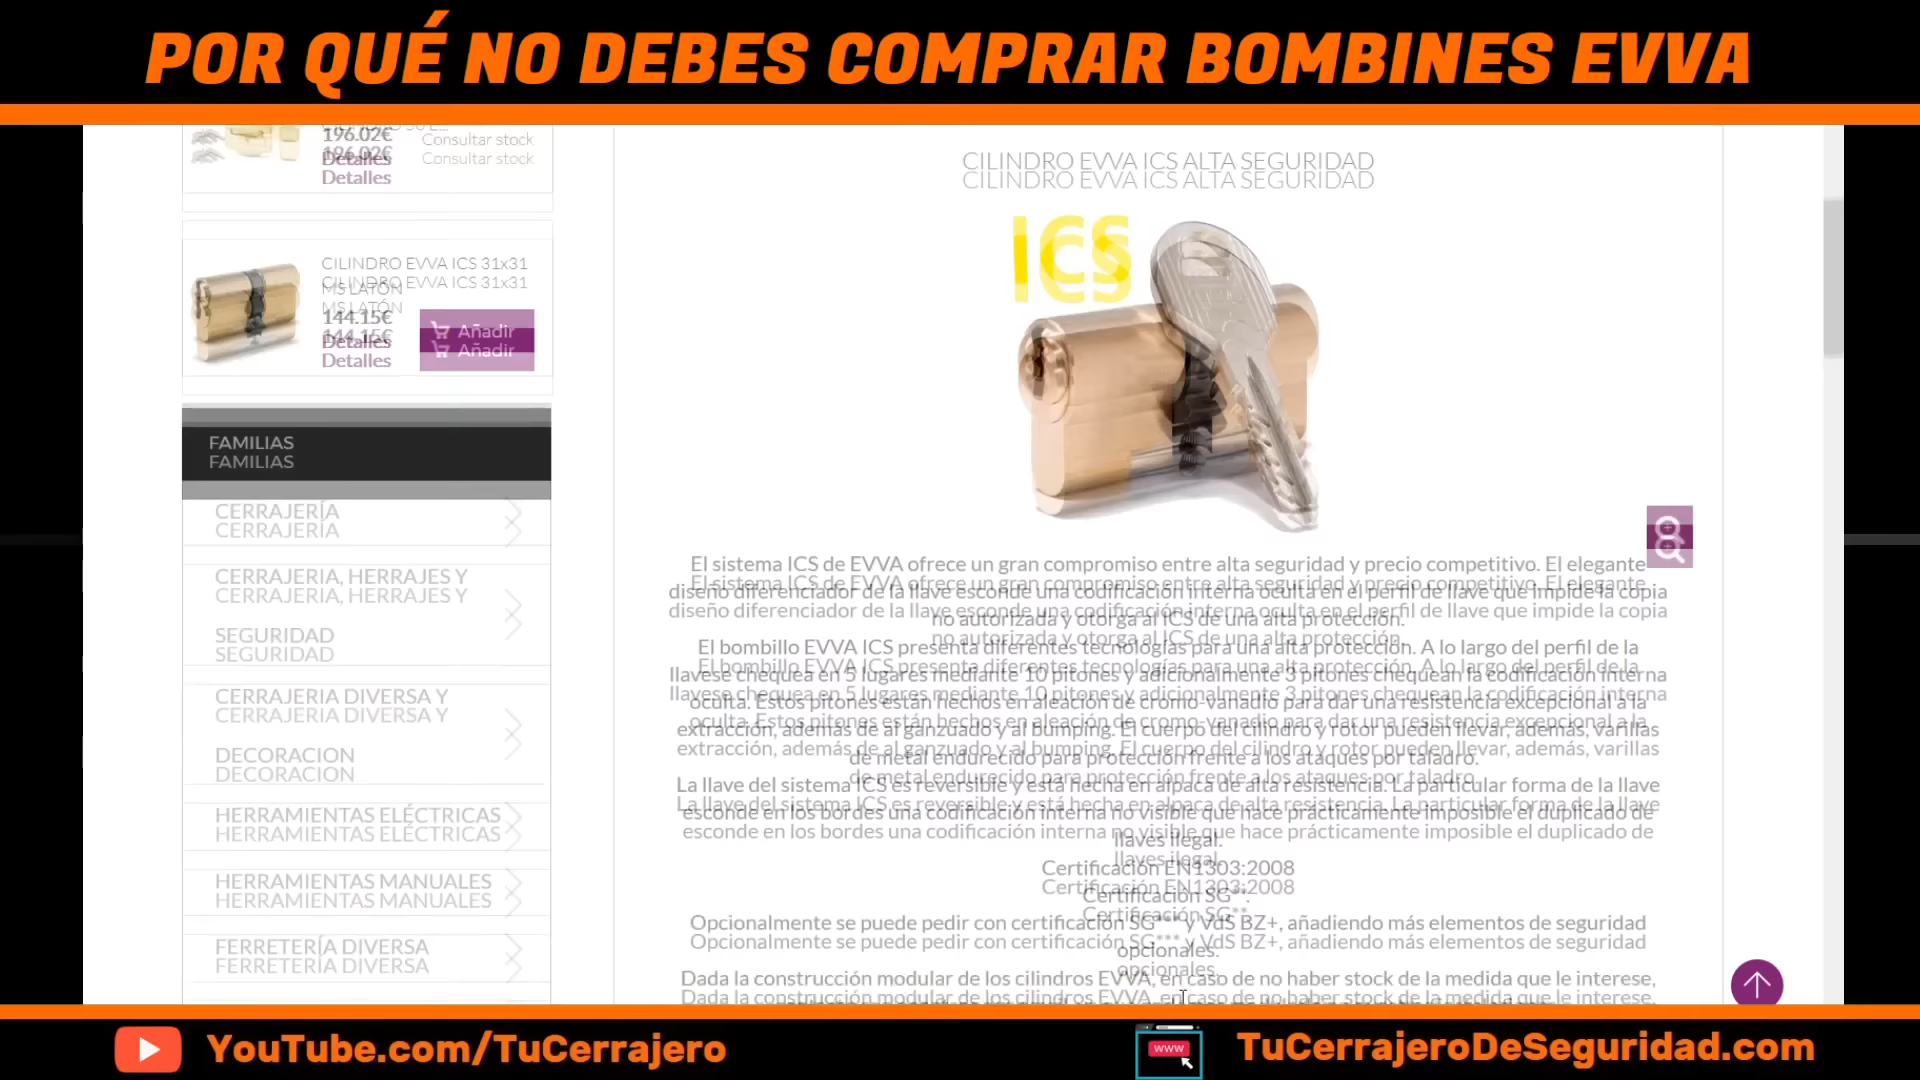 POR QUÉ NO DEBES COMPRAR BOMBINES EVVA
196.02€
Consultar stock
Detalles
CILINDRO EVVA ICS 31x31
MS LATÓN
144.15€
Añadir
Detalles
FAMILIAS
CERRAJERÍA
CERRAJERIA, HERRAJES Y
SEGURIDAD
CERRAJERIA DIVERSA Y
DECORACION
HERRAMIENTAS ELÉCTRICAS
HERRAMIENTAS MANUALES
FERRETERÍA DIVERSA
CILINDRO EVVA ICS ALTA SEGURIDAD
ICS
El sistema ICS de EVVA ofrece un gran compromiso entre alta seguridad y precio competitivo. El elegante
diseño diferenciador de la llave esconde una codificación interna oculta en el perfil de llave que impide la copia
no autorizada y otorga al ICS de una alta protección.
El bombillo EVVA ICS presenta diferentes tecnologías para una alta protección. A lo largo del perfil de la
llavese chequea en 5 lugares mediante 10 pitones y adicionalmente 3 pitones chequean la codificación interna
oculta. Estos pitones están hechos en aleación de cromo-vanadio para dar una resistencia excepcional a la
extracción, además de al ganzuado y al bumping. El cuerpo del cilindro y rotor pueden llevar, además, varillas
de metal endurecido para protección frente a los ataques por taladro.
La llave del sistema ICS es reversible y está hecha en alpaca de alta resistencia. La particular forma de la llave
esconde en los bordes una codificación interna no visible que hace prácticamente imposible el duplicado de
llaves ilegal.
Certificación EN1303:2008
Certificación SG**.
Opcionalmente se puede pedir con certificación SG*** y VdS BZ+, añadiendo más elementos de seguridad
opcionales.
Dada la construcción modular de los cilindros EVVA, en caso de no haber stock de la medida que le interese,
YouTube.com/TuCerrajero
www
TuCerrajeroDeSeguridad.com